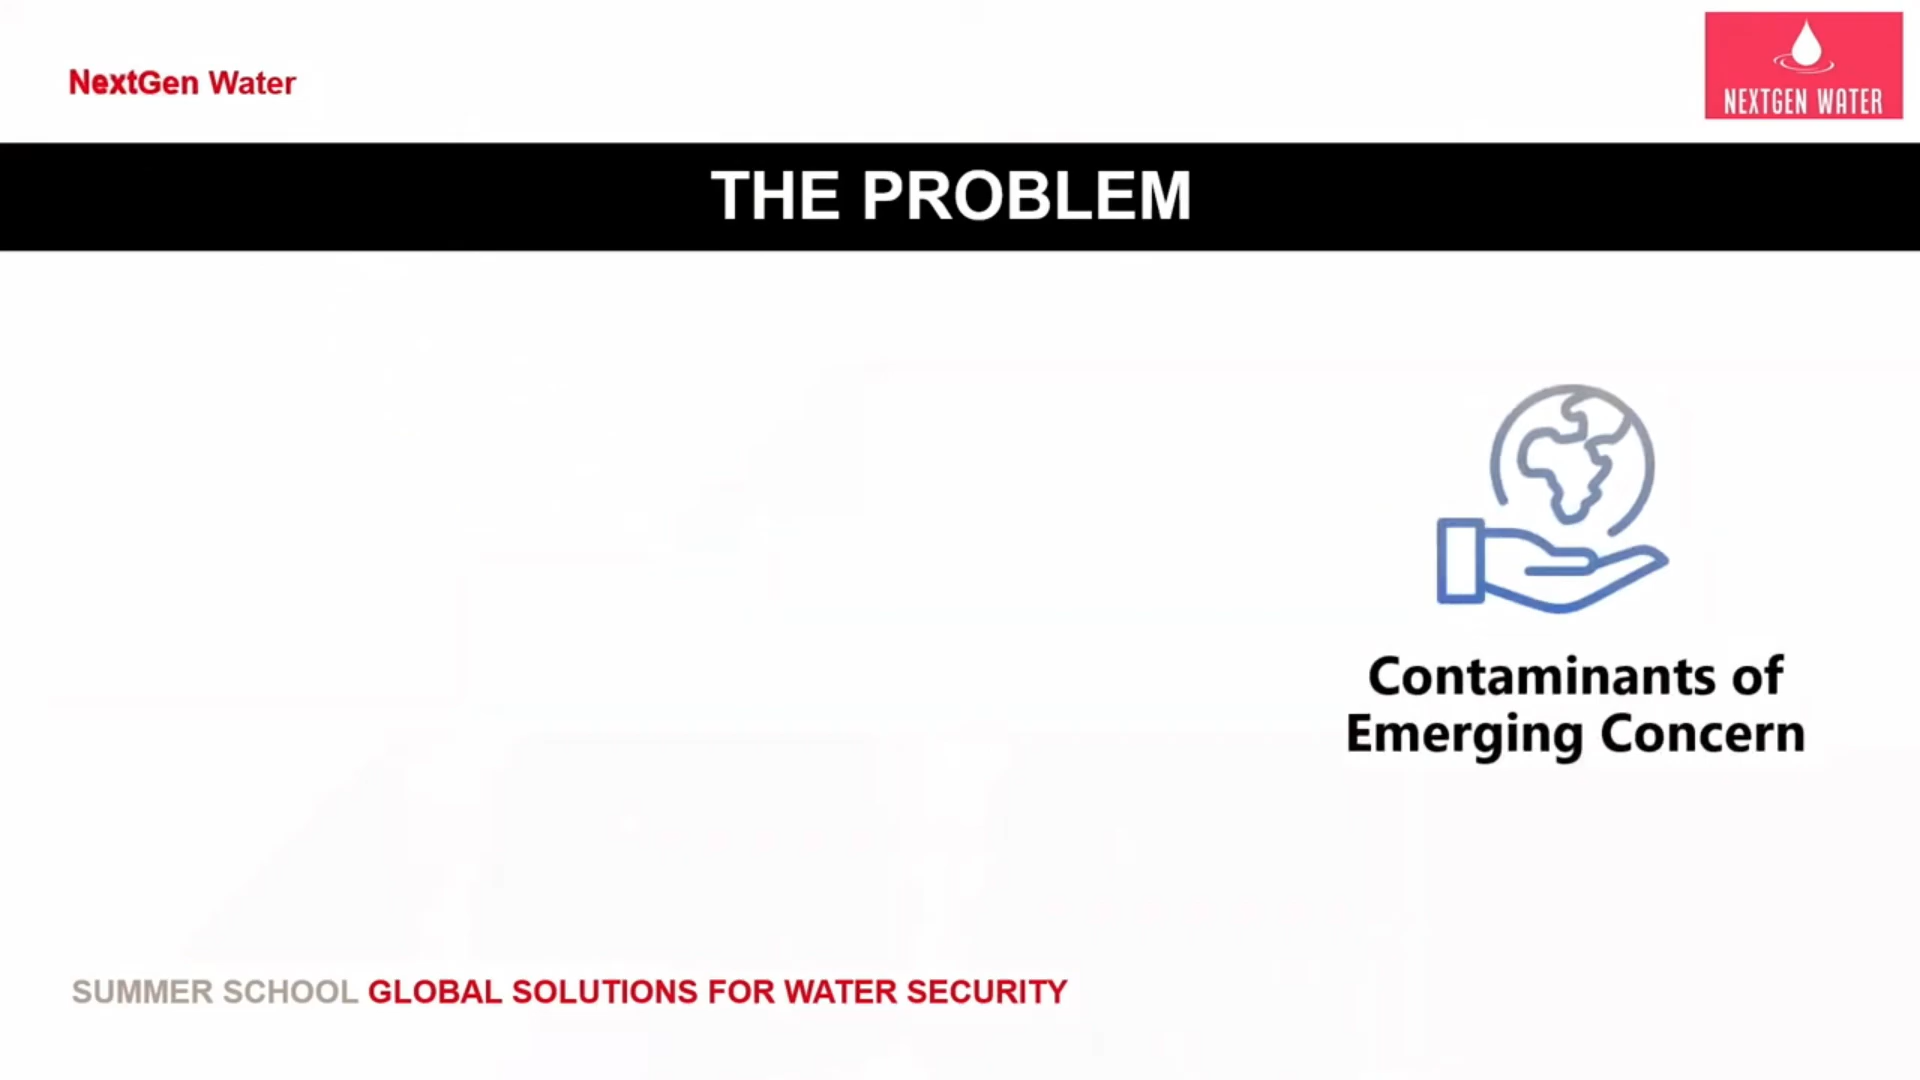 NextGen Water
NEXTGEN WATER
THE PROBLEM
Contaminants of
Emerging Concern
SUMMER SCHOOL GLOBAL SOLUTIONS FOR WATER SECURITY